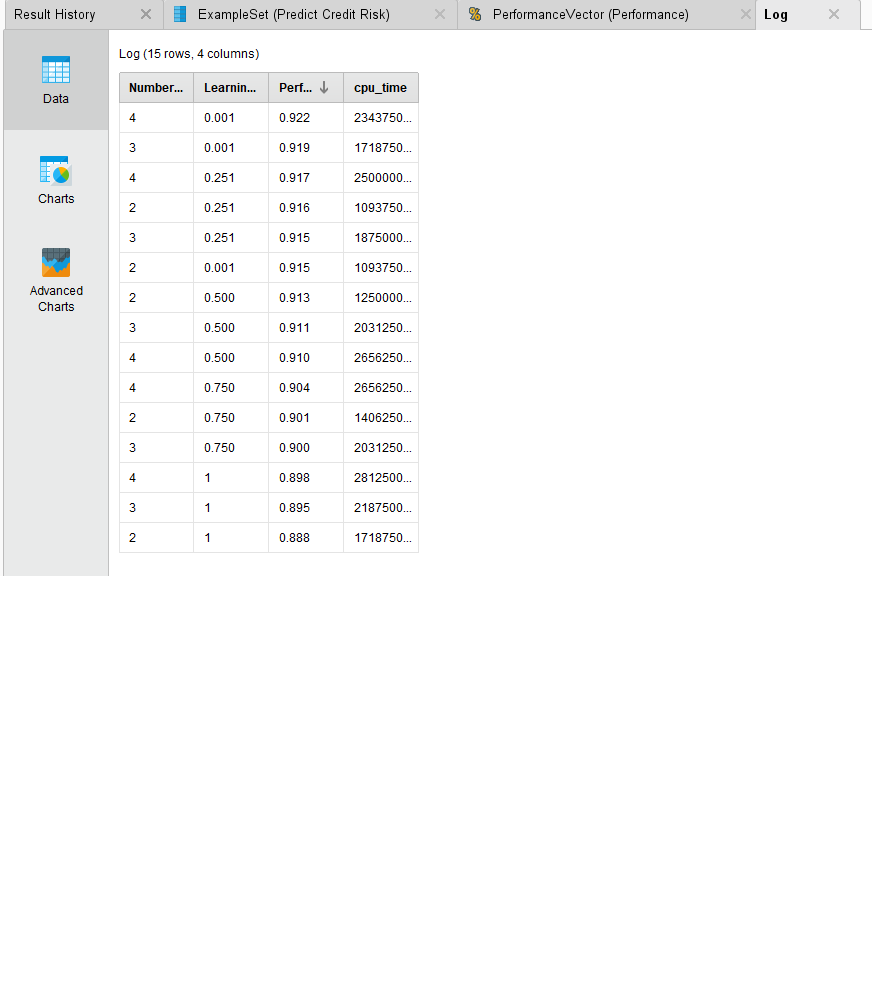 Result History ExampleSet (Predict Credit Risk) PerformanceVector (Performance) Log
Log (15 rows, 4 columns)
Data
Charts
Advanced
Charts
Number... Learnin... Perf... cpu_time
4 0.001 0.922 2343750...
3 0.001 0.919 1718750...
4 0.251 0.917 2500000...
2 0.251 0.916 1093750...
3 0.251 0.915 1875000...
2 0.001 0.915 1093750...
2 0.500 0.913 1250000...
3 0.500 0.911 2031250...
4 0.500 0.910 2656250...
4 0.750 0.904 2656250...
2 0.750 0.901 1406250...
3 0.750 0.900 2031250...
4 1 0.898 2812500...
3 1 0.895 2187500...
2 1 0.888 1718750...